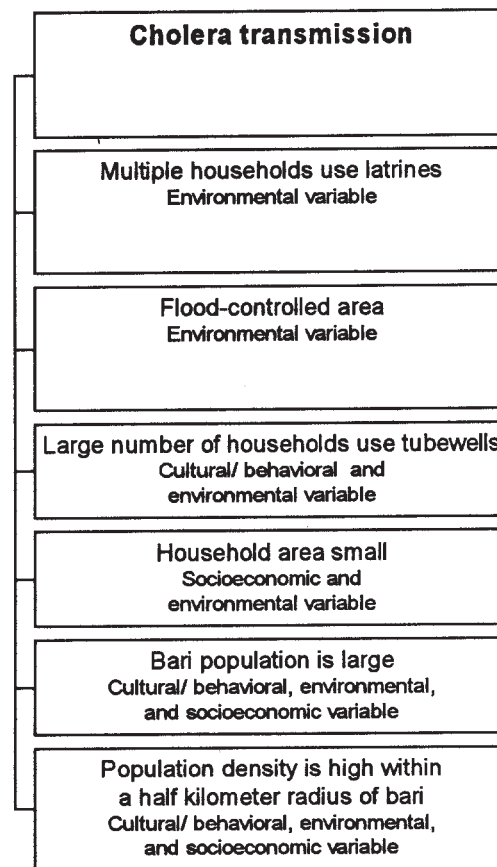 Cholera transmission
Multiple households use latrines
Environmental variable
Flood-controlled area
Environmental variable
Large number of households use tubewells
Cultural/ behavioral and
environmental variable
Household area small
Socioeconomic and
environmental variable
Bari population is large
Cultural/ behavioral, environmental,
and socioeconomic variable
Population density is high within
a half kilometer radius of bari
Cultural/ behavioral, environmental,
and socioeconomic variable